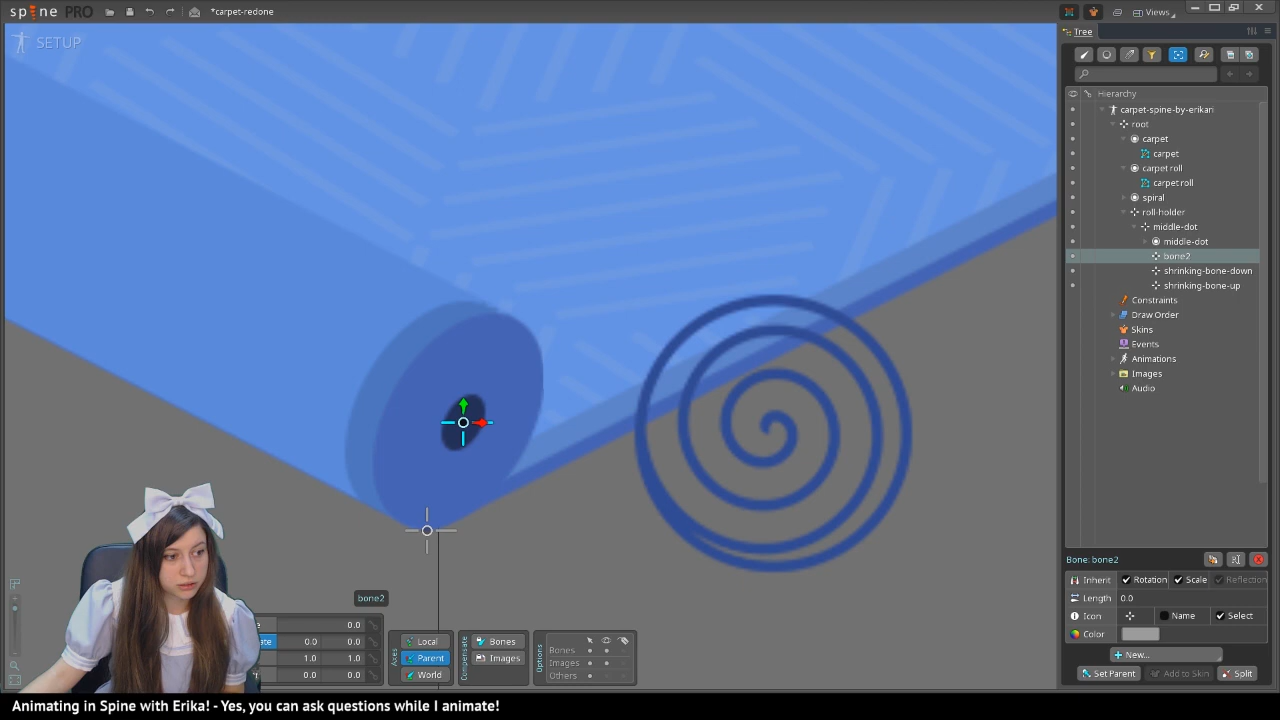 spine PRO
*carpet-redone
Views
SETUP
Tree
Hierarchy
carpet-spine-by-erikari
root
carpet
carpet
carpet roll
carpet roll
spiral
roll-holder
middle-dot
middle-dot
bone2
shrinking-bone-down
shrinking-bone-up
Constraints
Draw Order
Skins
Events
Animations
Images
Audio
Bone: bone2
Inherit Rotation Scale Reflection
Length 0.0
Icon Name Select
Color
New...
Set Parent Add to Skin Split
bone2
0.0
0.0 0.0
1.0 1.0
0.0 0.0
Axes
Local
Parent
World
Compensate
Bones
Images
Options
Bones
Images
Others
Animating in Spine with Erika! - Yes, you can ask questions while I animate!